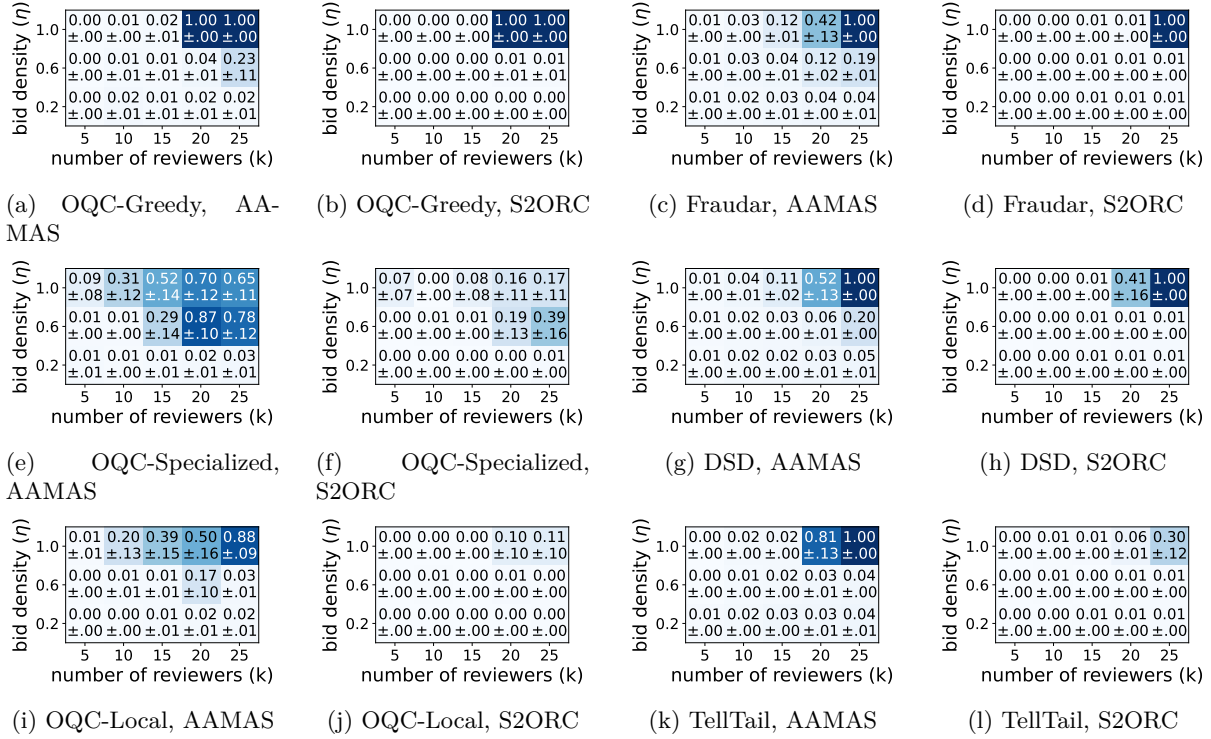 bid density (η)
1.0
0.00 0.01 0.02 1.00 1.00
±.00 ±.00 ±.01 ±.00 ±.00
0.6
0.00 0.01 0.01 0.04 0.23
±.00 ±.01 ±.01 ±.01 ±.11
0.2
0.00 0.02 0.01 0.02 0.02
±.00 ±.01 ±.01 ±.01 ±.01
5 10 15 20 25
number of reviewers (k)
(a) OQC-Greedy, AA-
MAS
bid density (η)
1.0
0.00 0.00 0.00 1.00 1.00
±.00 ±.00 ±.00 ±.00 ±.00
0.6
0.00 0.00 0.00 0.01 0.01
±.00 ±.00 ±.00 ±.01 ±.01
0.2
0.00 0.00 0.00 0.00 0.00
±.00 ±.00 ±.00 ±.00 ±.00
5 10 15 20 25
number of reviewers (k)
(b) OQC-Greedy, S2ORC
bid density (η)
1.0
0.01 0.03 0.12 0.42 1.00
±.00 ±.00 ±.01 ±.13 ±.00
0.6
0.01 0.03 0.04 0.12 0.19
±.00 ±.00 ±.01 ±.02 ±.01
0.2
0.01 0.02 0.03 0.04 0.04
±.00 ±.01 ±.01 ±.01 ±.01
5 10 15 20 25
number of reviewers (k)
(c) Fraudar, AAMAS
bid density (η)
1.0
0.00 0.00 0.01 0.01 1.00
±.00 ±.00 ±.00 ±.00 ±.00
0.6
0.00 0.00 0.01 0.01 0.01
±.00 ±.00 ±.00 ±.00 ±.00
0.2
0.00 0.00 0.01 0.01 0.01
±.00 ±.00 ±.00 ±.00 ±.00
5 10 15 20 25
number of reviewers (k)
(d) Fraudar, S2ORC
bid density (η)
1.0
0.09 0.31 0.52 0.70 0.65
±.08 ±.12 ±.14 ±.12 ±.11
0.6
0.01 0.01 0.29 0.87 0.78
±.00 ±.00 ±.14 ±.10 ±.12
0.2
0.01 0.01 0.01 0.02 0.03
±.01 ±.00 ±.01 ±.01 ±.01
5 10 15 20 25
number of reviewers (k)
(e) OQC-Specialized,
AAMAS
bid density (η)
1.0
0.07 0.00 0.08 0.16 0.17
±.07 ±.00 ±.08 ±.11 ±.11
0.6
0.00 0.00 0.01 0.19 0.39
±.00 ±.00 ±.00 ±.13 ±.16
0.2
0.00 0.00 0.00 0.00 0.01
±.00 ±.00 ±.00 ±.00 ±.01
5 10 15 20 25
number of reviewers (k)
(f) OQC-Specialized,
S2ORC
bid density (η)
1.0
0.01 0.04 0.11 0.52 1.00
±.00 ±.01 ±.02 ±.13 ±.00
0.6
0.01 0.02 0.03 0.06 0.20
±.00 ±.01 ±.01 ±.01 ±.00
0.2
0.01 0.02 0.02 0.03 0.05
±.01 ±.00 ±.00 ±.01 ±.01
5 10 15 20 25
number of reviewers (k)
(g) DSD, AAMAS
bid density (η)
1.0
0.00 0.00 0.01 0.41 1.00
±.00 ±.00 ±.01 ±.16 ±.00
0.6
0.00 0.00 0.01 0.01 0.01
±.00 ±.00 ±.00 ±.00 ±.00
0.2
0.00 0.00 0.01 0.01 0.01
±.00 ±.00 ±.00 ±.00 ±.00
5 10 15 20 25
number of reviewers (k)
(h) DSD, S2ORC
bid density (η)
1.0
0.01 0.20 0.39 0.50 0.88
±.01 ±.13 ±.15 ±.16 ±.09
0.6
0.00 0.01 0.01 0.17 0.03
±.00 ±.00 ±.01 ±.10 ±.01
0.2
0.00 0.00 0.01 0.02 0.02
±.00 ±.00 ±.01 ±.01 ±.01
5 10 15 20 25
number of reviewers (k)
(i) OQC-Local, AAMAS
bid density (η)
1.0
0.00 0.00 0.00 0.10 0.11
±.00 ±.00 ±.00 ±.10 ±.10
0.6
0.00 0.01 0.00 0.01 0.00
±.00 ±.00 ±.00 ±.00 ±.00
0.2
0.00 0.00 0.00 0.00 0.00
±.00 ±.00 ±.00 ±.00 ±.00
5 10 15 20 25
number of reviewers (k)
(j) OQC-Local, S2ORC
bid density (η)
1.0
0.00 0.02 0.02 0.81 1.00
±.00 ±.00 ±.00 ±.13 ±.00
0.6
0.01 0.01 0.02 0.03 0.04
±.00 ±.00 ±.01 ±.01 ±.01
0.2
0.01 0.02 0.03 0.03 0.04
±.00 ±.00 ±.01 ±.01 ±.01
5 10 15 20 25
number of reviewers (k)
(k) TellTail, AAMAS
bid density (η)
1.0
0.00 0.01 0.01 0.06 0.30
±.00 ±.00 ±.00 ±.01 ±.12
0.6
0.00 0.01 0.01 0.01 0.01
±.00 ±.00 ±.00 ±.00 ±.00
0.2
0.00 0.00 0.01 0.01 0.01
±.00 ±.00 ±.00 ±.00 ±.00
5 10 15 20 25
number of reviewers (k)
(l) TellTail, S2ORC